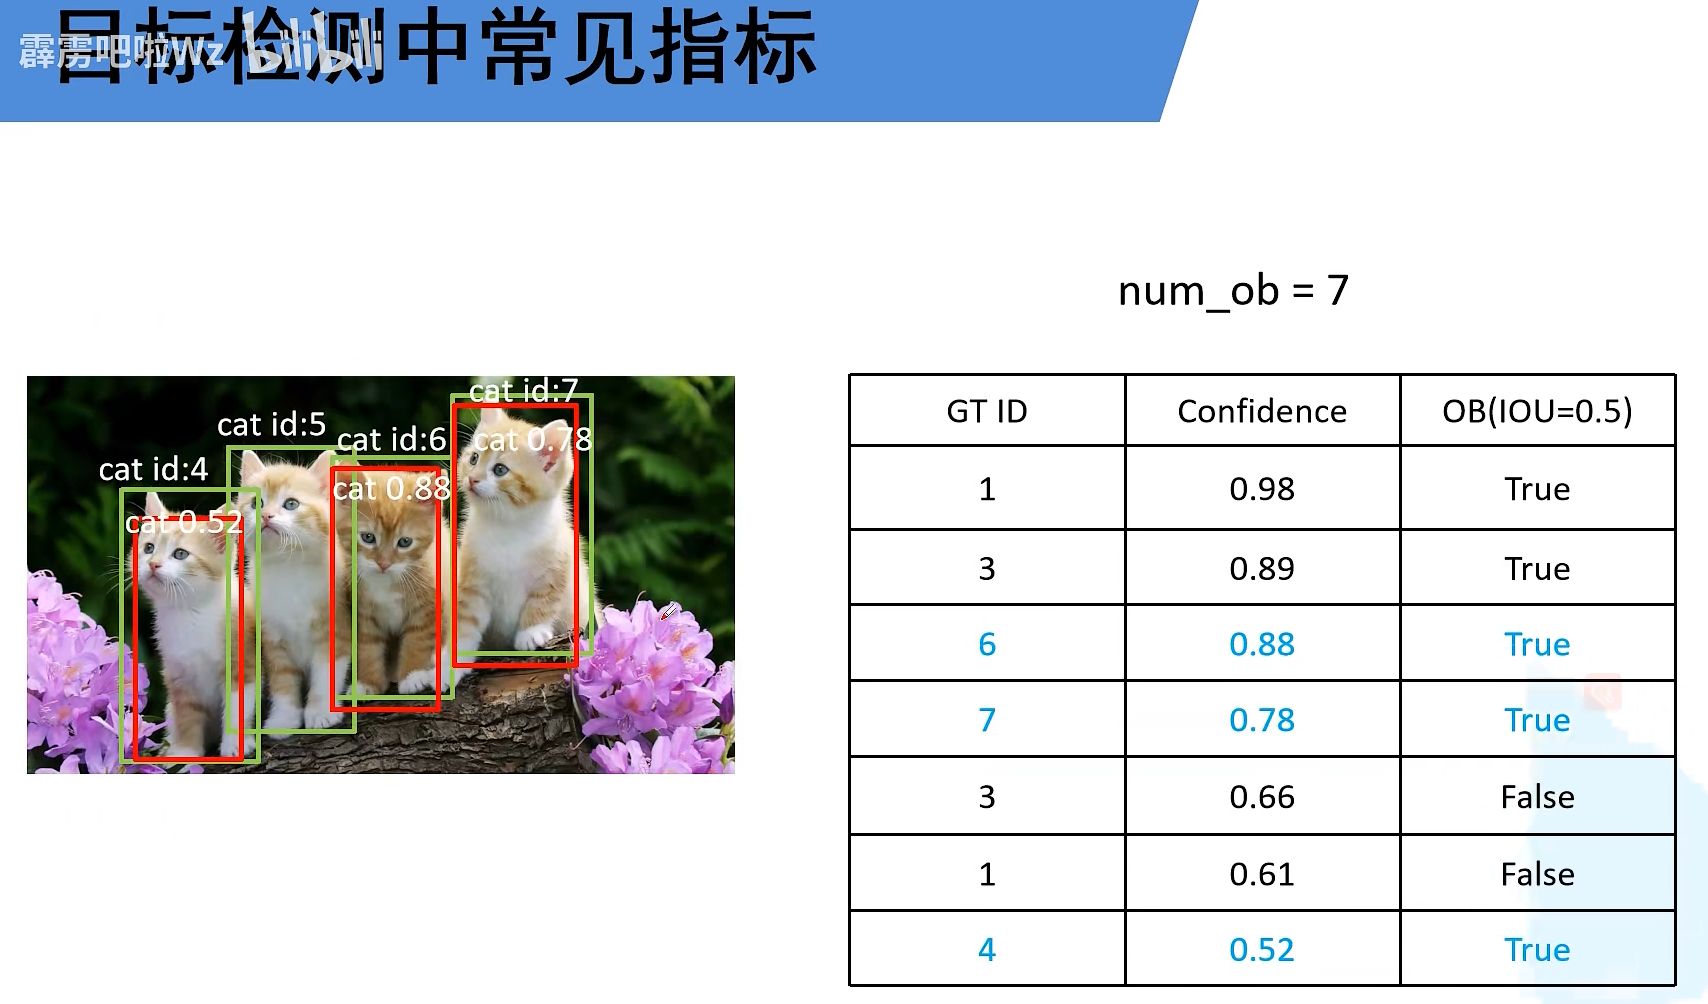 目标检测中常见指标
霹雳吧啦Wz bilibili
num_ob = 7
cat id:7
cat id:5
cat id:6
cat 0.78
cat id:4
cat 0.88
cat 0.52
GT ID Confidence OB(IOU=0.5)
1 0.98 True
3 0.89 True
6 0.88 True
7 0.78 True
3 0.66 False
1 0.61 False
4 0.52 True